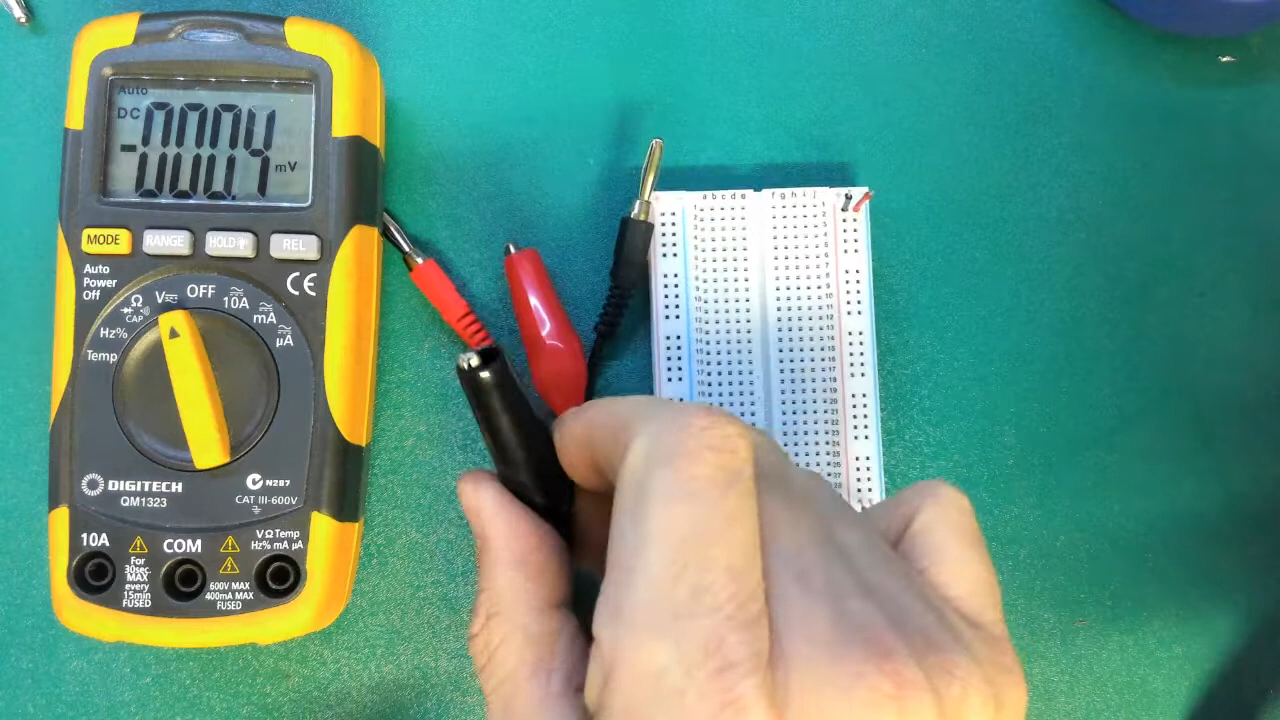 Auto
DC
-000.4 mV
MODE
RANGE
HOLD
REL
Auto
Power
Off
CE
OFF
V
10A
Ω
CAP
mA
Hz%
µA
Temp
DIGITECH
QM1323
N287
CAT III-600V
10A
COM
VΩTemp
Hz% mA µA
For
30sec.
MAX
every
15min
FUSED
600V MAX
400mA MAX
FUSED
a b c d e
f g h i j